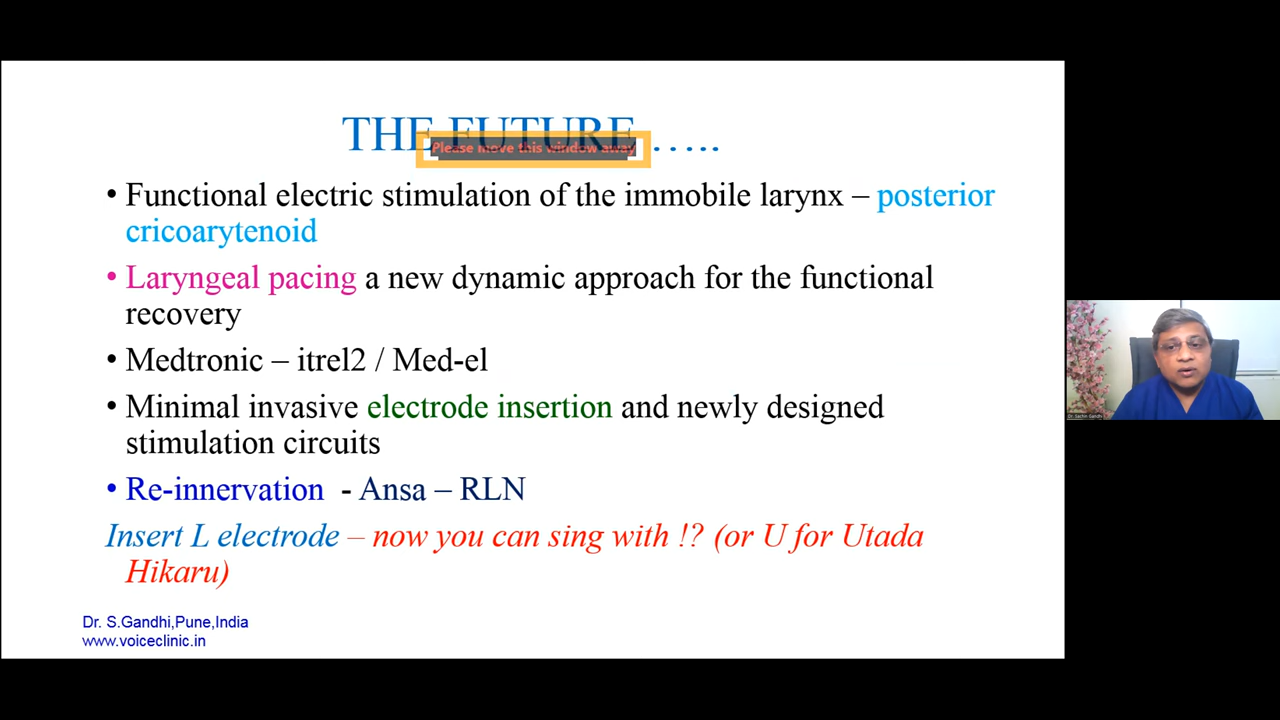 THE FUTURE …..
Please move this window away
• Functional electric stimulation of the immobile larynx – posterior
cricoarytenoid
• Laryngeal pacing a new dynamic approach for the functional
recovery
• Medtronic – itrel2 / Med-el
• Minimal invasive electrode insertion and newly designed
stimulation circuits
• Re-innervation - Ansa – RLN
Insert L electrode – now you can sing with !? (or U for Utada
Hikaru)
Dr. S.Gandhi,Pune,India
www.voiceclinic.in
Dr. Sachin Gandhi